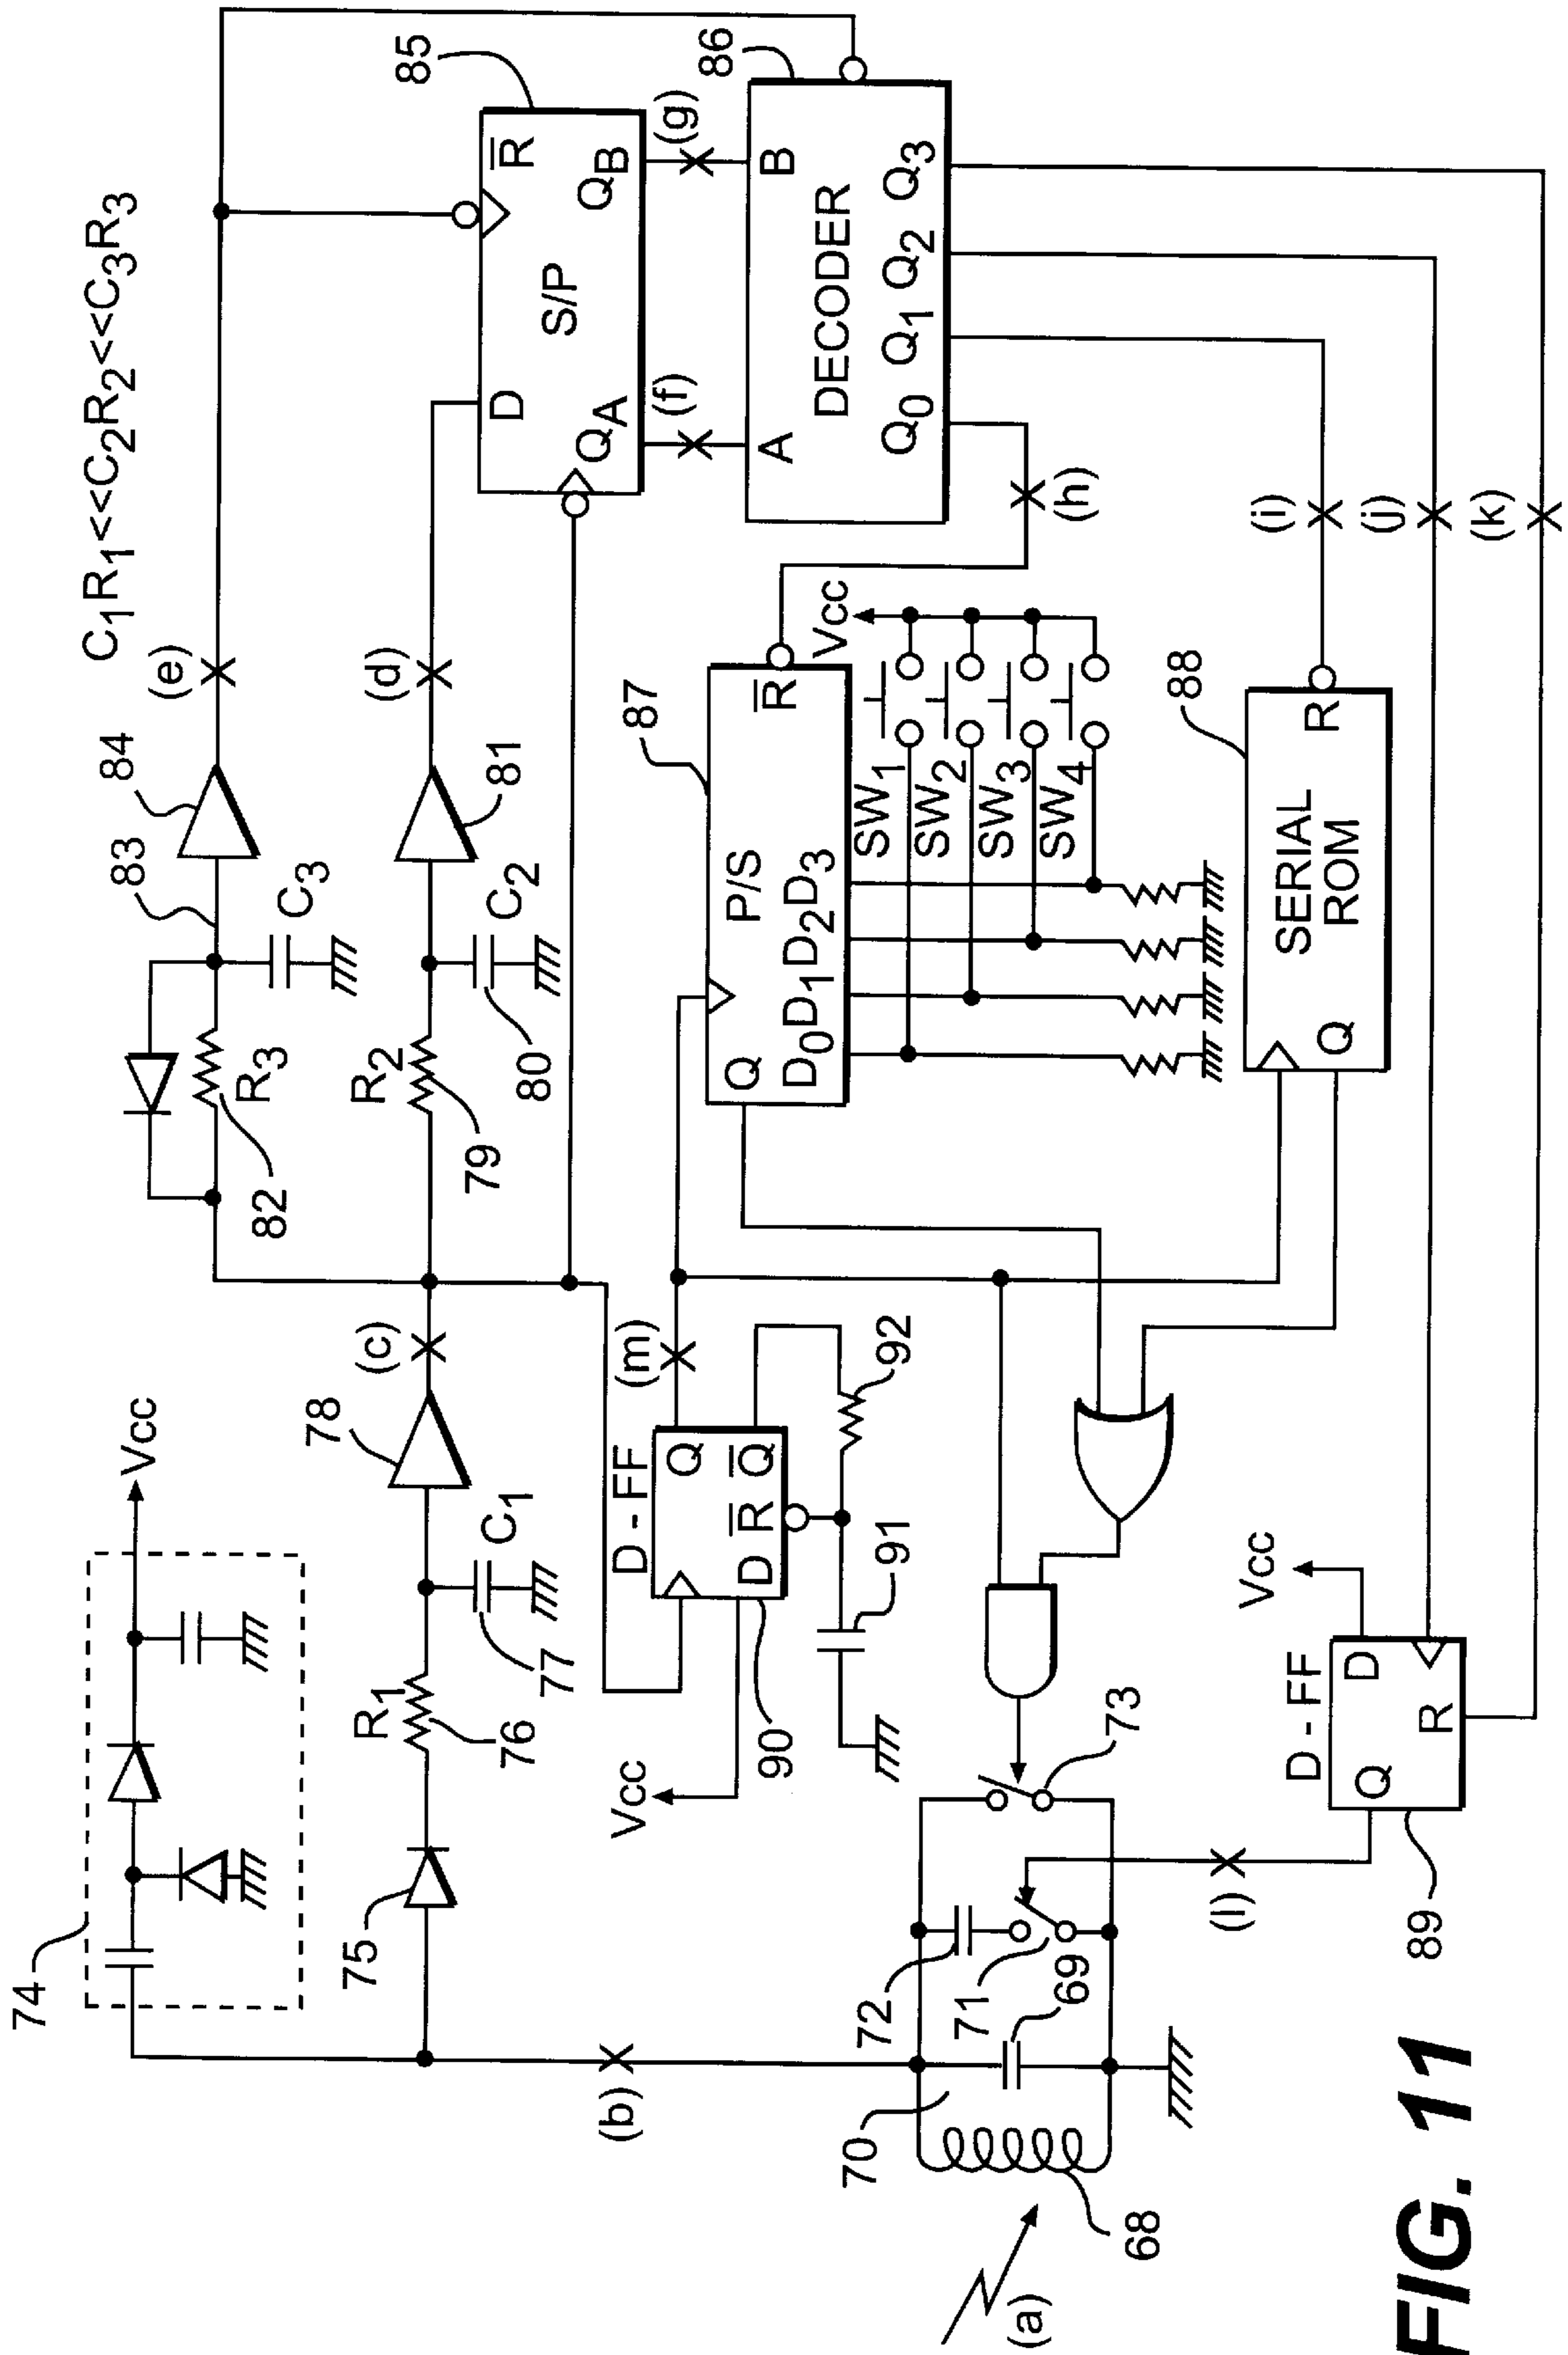 C₁R₁<<C₂R₂<<C₃R₃
74
Vcc
82
R₃
C₃
83
84
(e)
75
R₁
76
77
C₁
78
(c)
R₂
79
80
C₂
81
(d)
85
D
S/P
R̅
Q_A
Q_B
(f)
(g)
86
A
DECODER
B
Q₀
Q₁
Q₂
Q₃
(h)
(i)
(j)
(k)
Vcc
90
D - FF
D
R̅
Q
Q̅
(m)
91
92
87
Q
P/S
R̅
D₀D₁D₂D₃
Vcc
SW₁
SW₂
SW₃
SW₄
88
SERIAL
ROM
Q
R
(b)
(a)
68
70
69
72
71
73
(l)
89
D - FF
Q
R
D
Vcc
FIG. 11